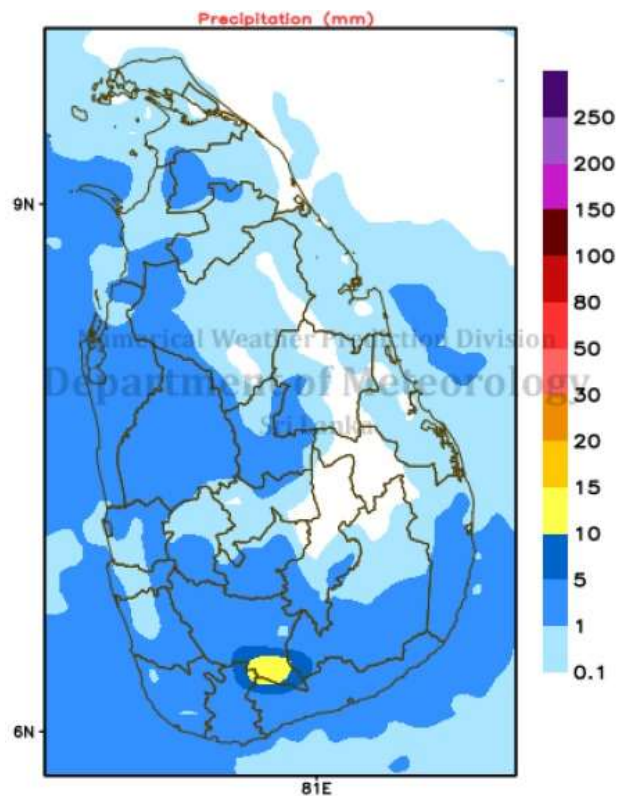 Precipitation (mm)
250
200
150
100
80
50
30
20
15
10
5
1
0.1
9N
6N
81E
Numerical Weather Prediction Division
Department of Meteorology
Sri Lanka